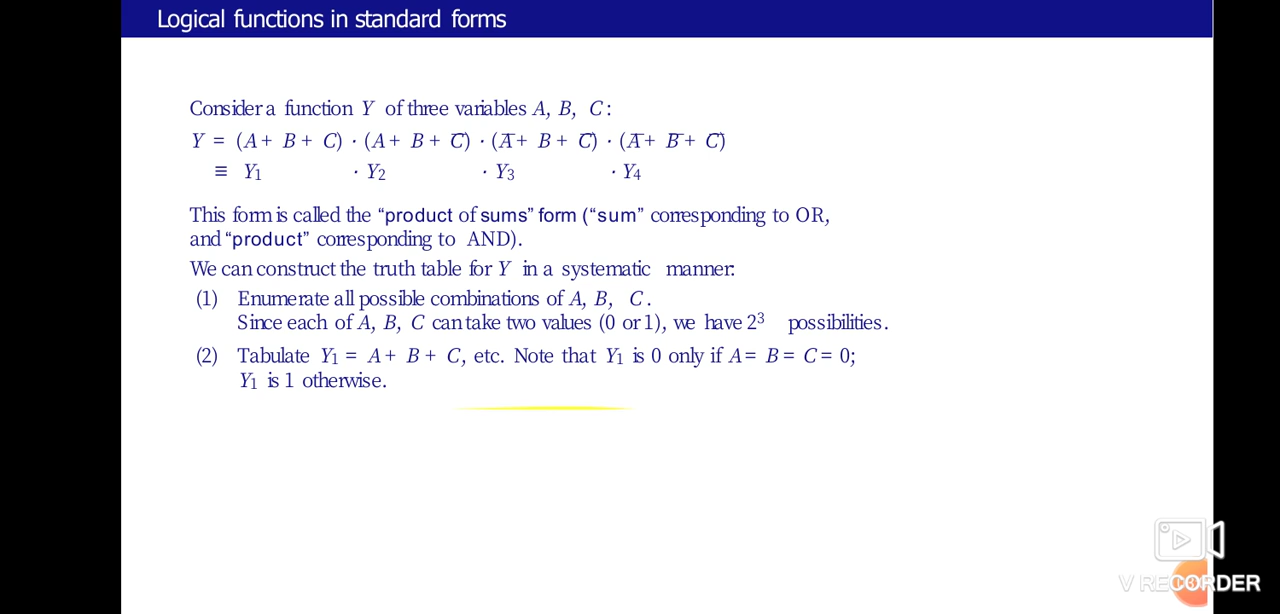 Logical functions in standard forms
Consider a function Y of three variables A, B, C:
Y = (A + B + C) · (A + B + C̅) · (A̅ + B + C̅) · (A̅ + B̅ + C̅)
≡ Y₁ · Y₂ · Y₃ · Y₄
This form is called the “product of sums” form (“sum” corresponding to OR,
and “product” corresponding to AND).
We can construct the truth table for Y in a systematic manner:
(1) Enumerate all possible combinations of A, B, C.
Since each of A, B, C can take two values (0 or 1), we have 2³ possibilities.
(2) Tabulate Y₁ = A + B + C, etc. Note that Y₁ is 0 only if A = B = C = 0;
Y₁ is 1 otherwise.
V RECORDER